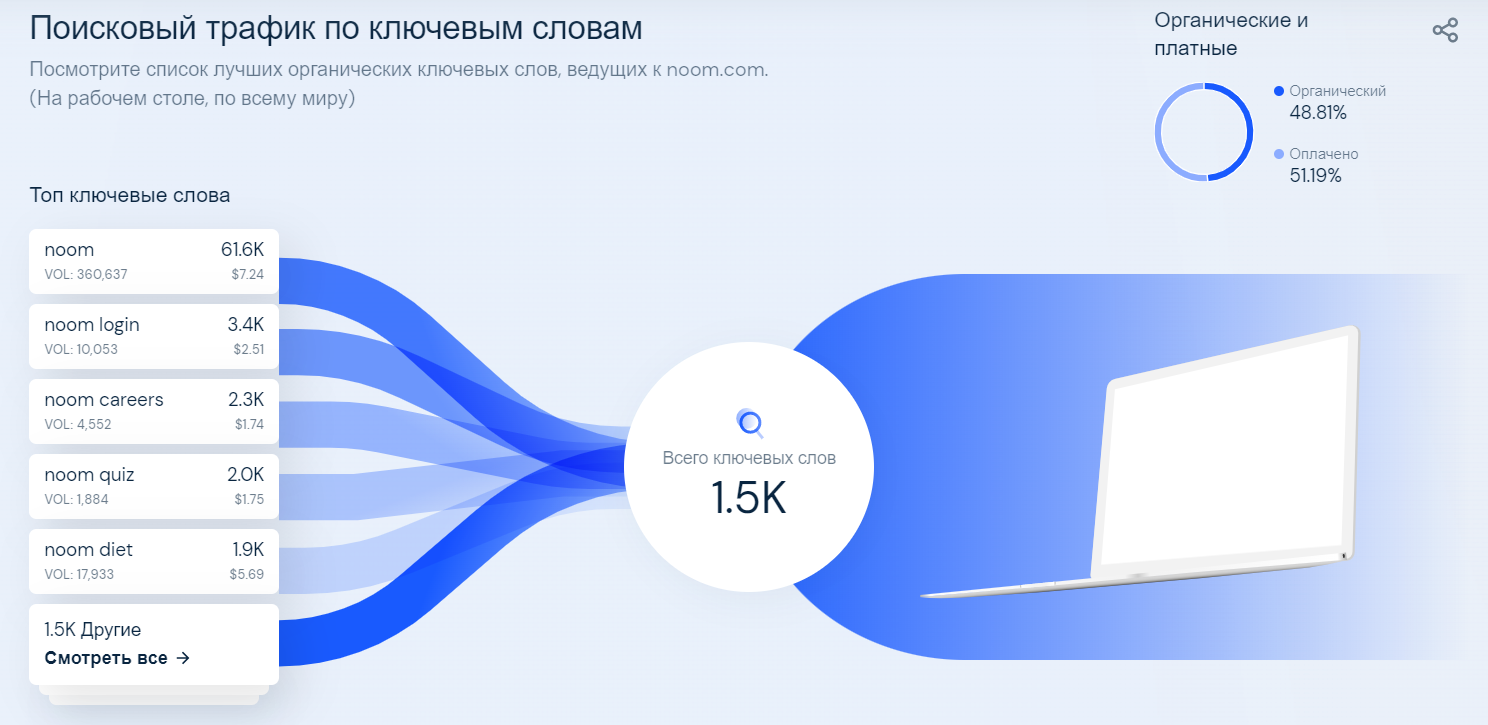 Поисковый трафик по ключевым словам
Посмотрите список лучших органических ключевых слов, ведущих к noom.com.
(На рабочем столе, по всему миру)
Органические и
платные
Органический
48.81%
Оплачено
51.19%
Топ ключевые слова
noom 61.6K
VOL: 360,637 $7.24
noom login 3.4K
VOL: 10,053 $2.51
noom careers 2.3K
VOL: 4,552 $1.74
noom quiz 2.0K
VOL: 1,884 $1.75
noom diet 1.9K
VOL: 17,933 $5.69
1.5K Другие
Смотреть все →
Всего ключевых слов
1.5K